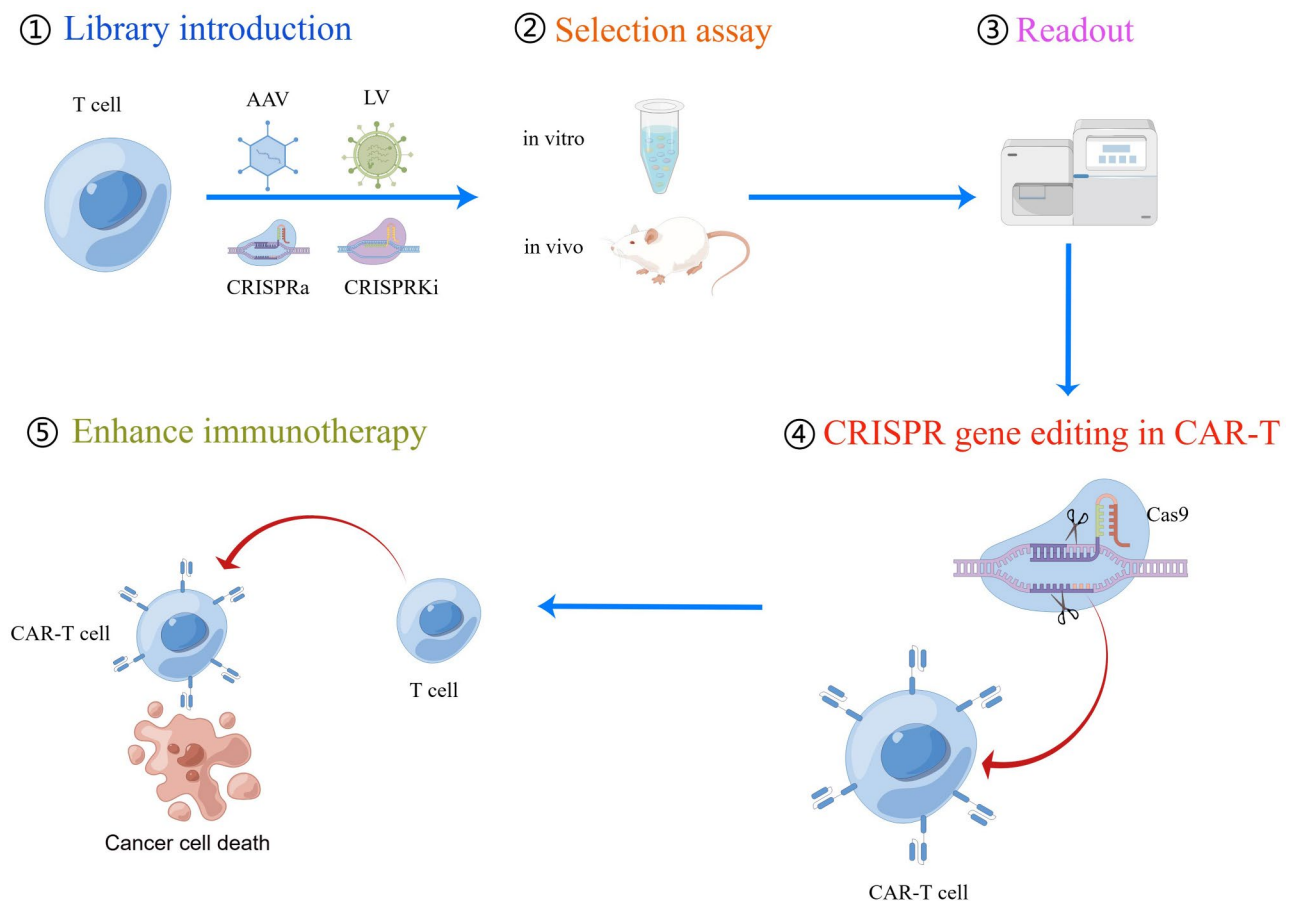 ① Library introduction
T cell
AAV
LV
CRISPRa
CRISPRKi
② Selection assay
in vitro
in vivo
③ Readout
④ CRISPR gene editing in CAR-T
Cas9
CAR-T cell
⑤ Enhance immunotherapy
CAR-T cell
T cell
Cancer cell death